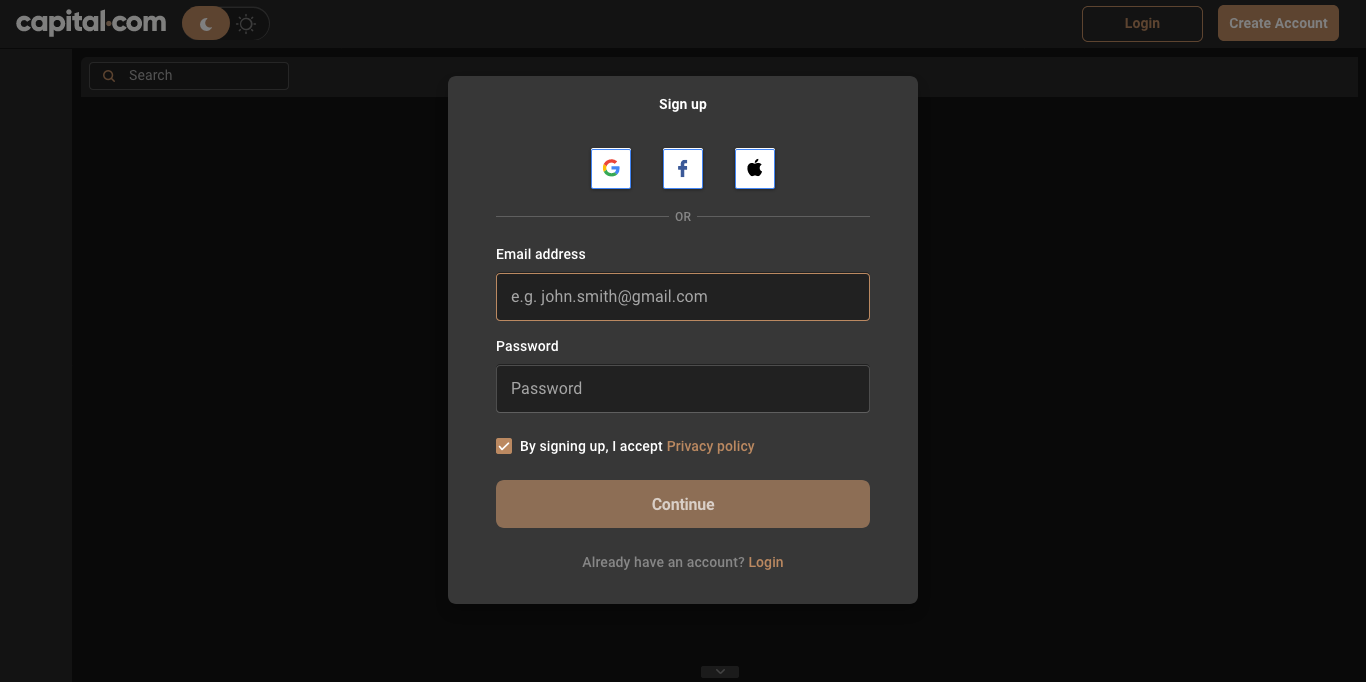 capital.com
Login
Create Account
Search
Sign up
OR
Email address
e.g. john.smith@gmail.com
Password
Password
By signing up, I accept Privacy policy
Continue
Already have an account? Login